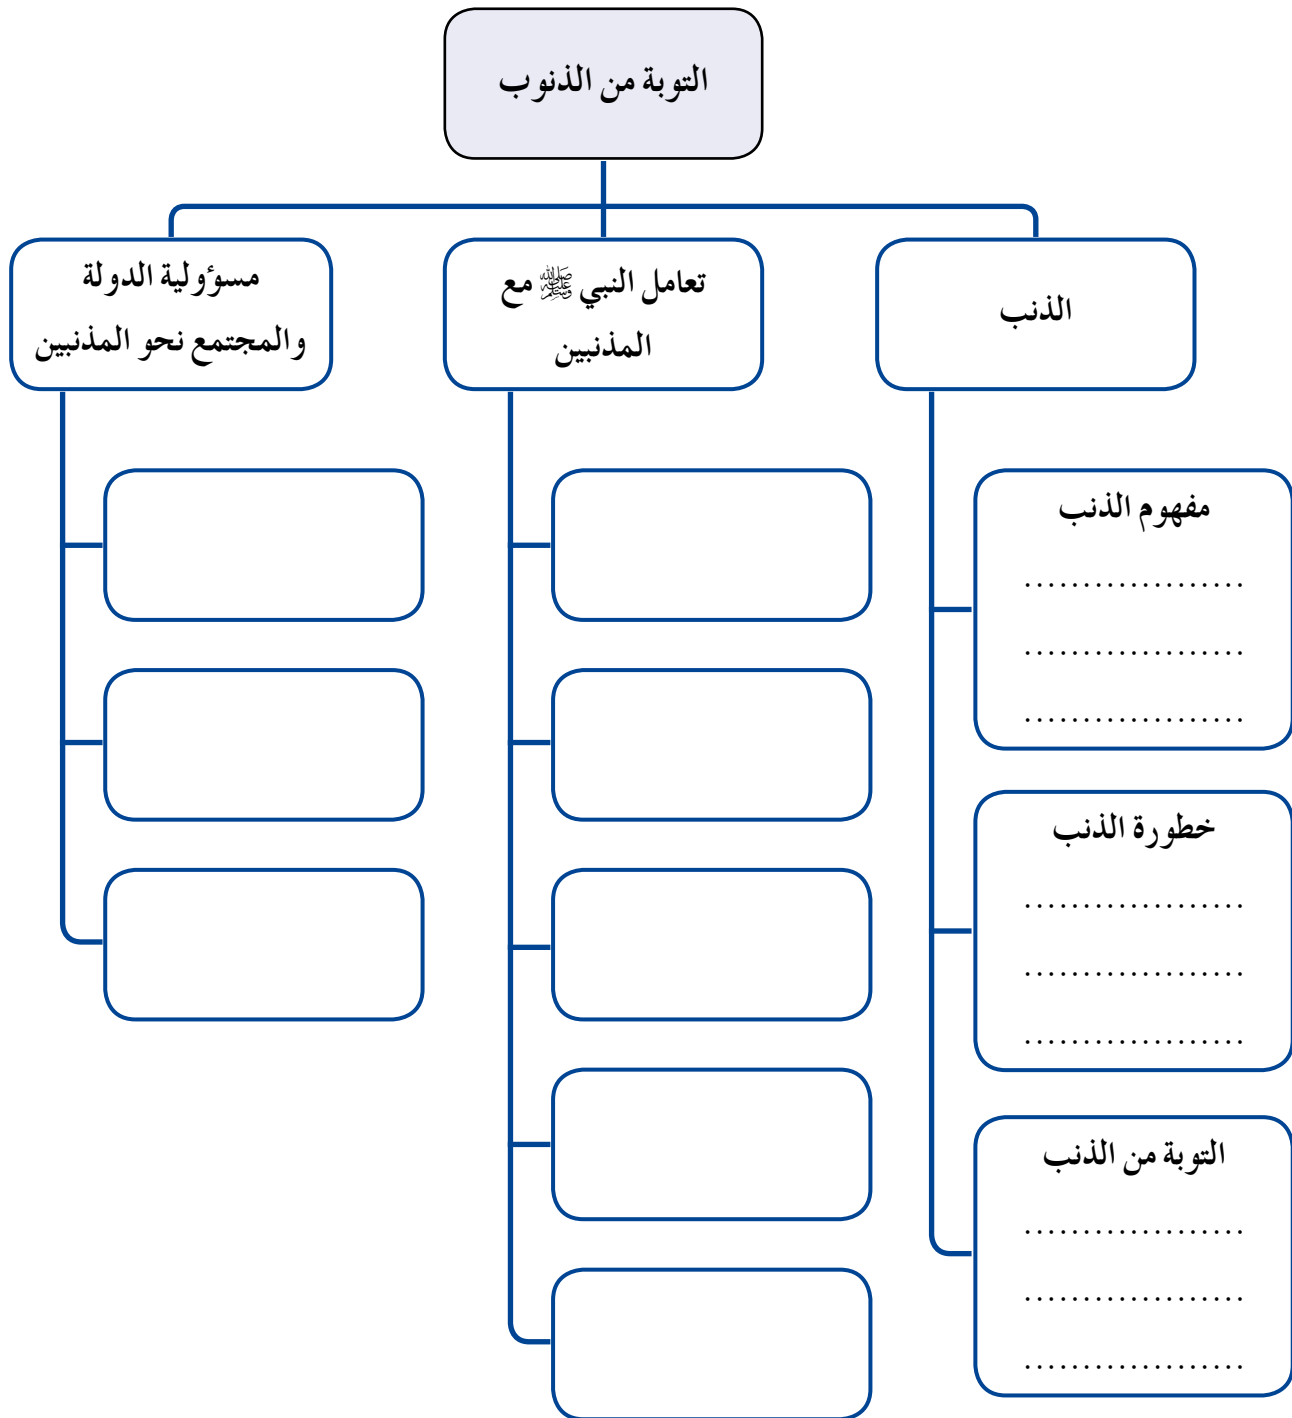 التوبة من الذنوب
الذنب
تعامل النبي ﷺ مع
المذنبين
مسؤولية الدولة
والمجتمع نحو المذنبين
مفهوم الذنب
...................
...................
...................
خطورة الذنب
...................
...................
...................
التوبة من الذنب
...................
...................
...................